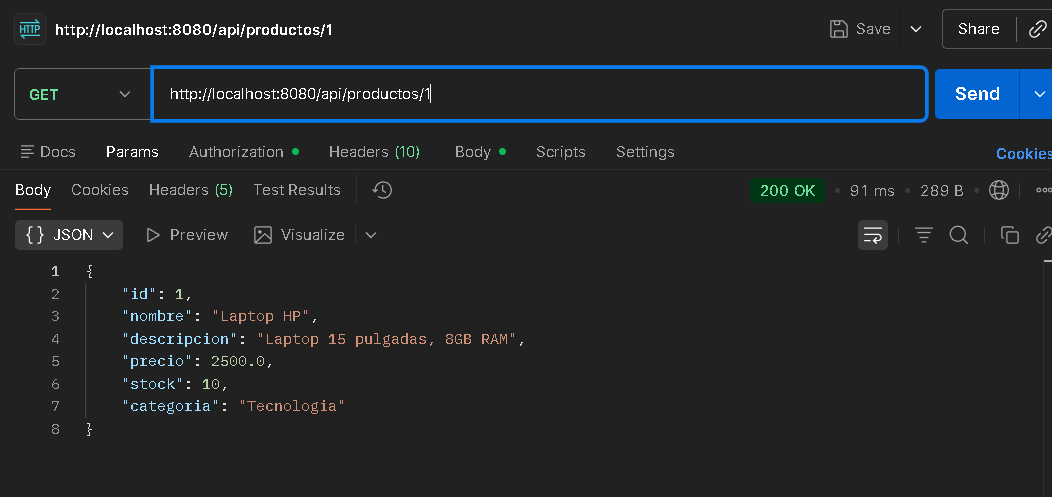 HTTP http://localhost:8080/api/productos/1 Save Share
GET http://localhost:8080/api/productos/1 Send
Docs Params Authorization Headers (10) Body Scripts Settings Cookies
Body Cookies Headers (5) Test Results 200 OK • 91 ms • 289 B •
{} JSON Preview Visualize
1 {
2 "id": 1,
3 "nombre": "Laptop HP",
4 "descripcion": "Laptop 15 pulgadas, 8GB RAM",
5 "precio": 2500.0,
6 "stock": 10,
7 "categoria": "Tecnologia"
8 }